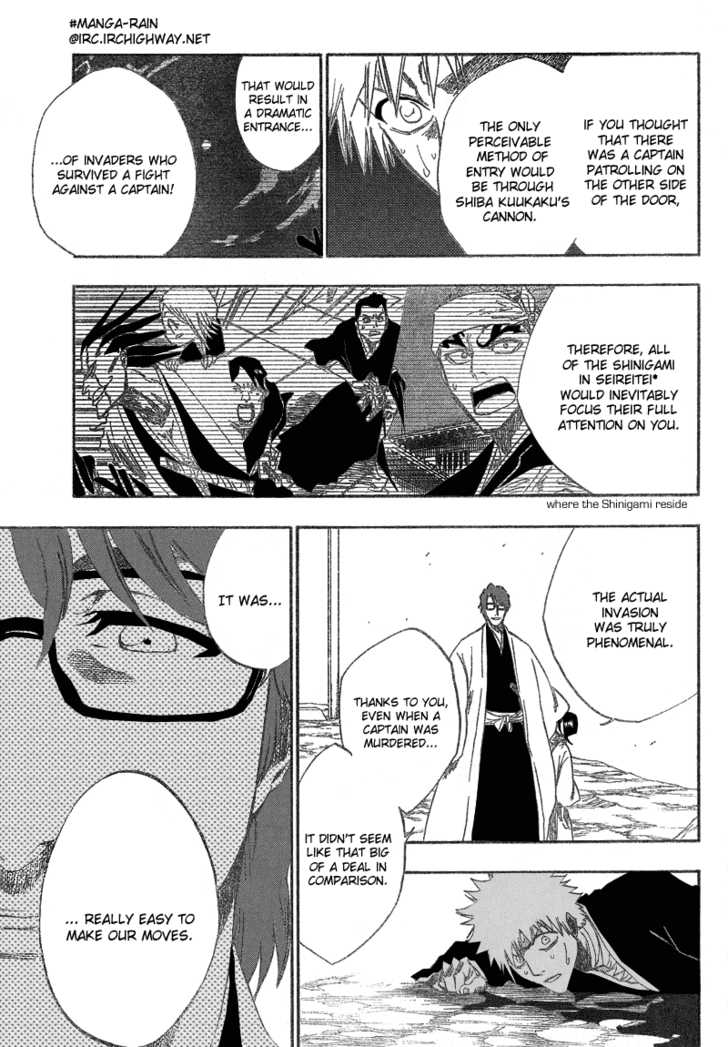 #MANGA-RAIN
@IRC.IRCHIGHWAY.NET
IF YOU THOUGHT
THAT THERE
WAS A CAPTAIN
PATROLLING ON
THE OTHER SIDE
OF THE DOOR,
THE ONLY
PERCEIVABLE
METHOD OF
ENTRY WOULD
BE THROUGH
SHIBA KUUKAKU'S
CANNON.
THAT WOULD
RESULT IN
A DRAMATIC
ENTRANCE...
...OF INVADERS WHO
SURVIVED A FIGHT
AGAINST A CAPTAIN!
THEREFORE, ALL
OF THE SHINIGAMI
IN SEIREITEI*
WOULD INEVITABLY
FOCUS THEIR FULL
ATTENTION ON YOU.
where the Shinigami reside
THE ACTUAL
INVASION
WAS TRULY
PHENOMENAL.
THANKS TO YOU,
EVEN WHEN A
CAPTAIN WAS
MURDERED...
IT DIDN'T SEEM
LIKE THAT BIG
OF A DEAL IN
COMPARISON.
IT WAS...
... REALLY EASY TO
MAKE OUR MOVES.